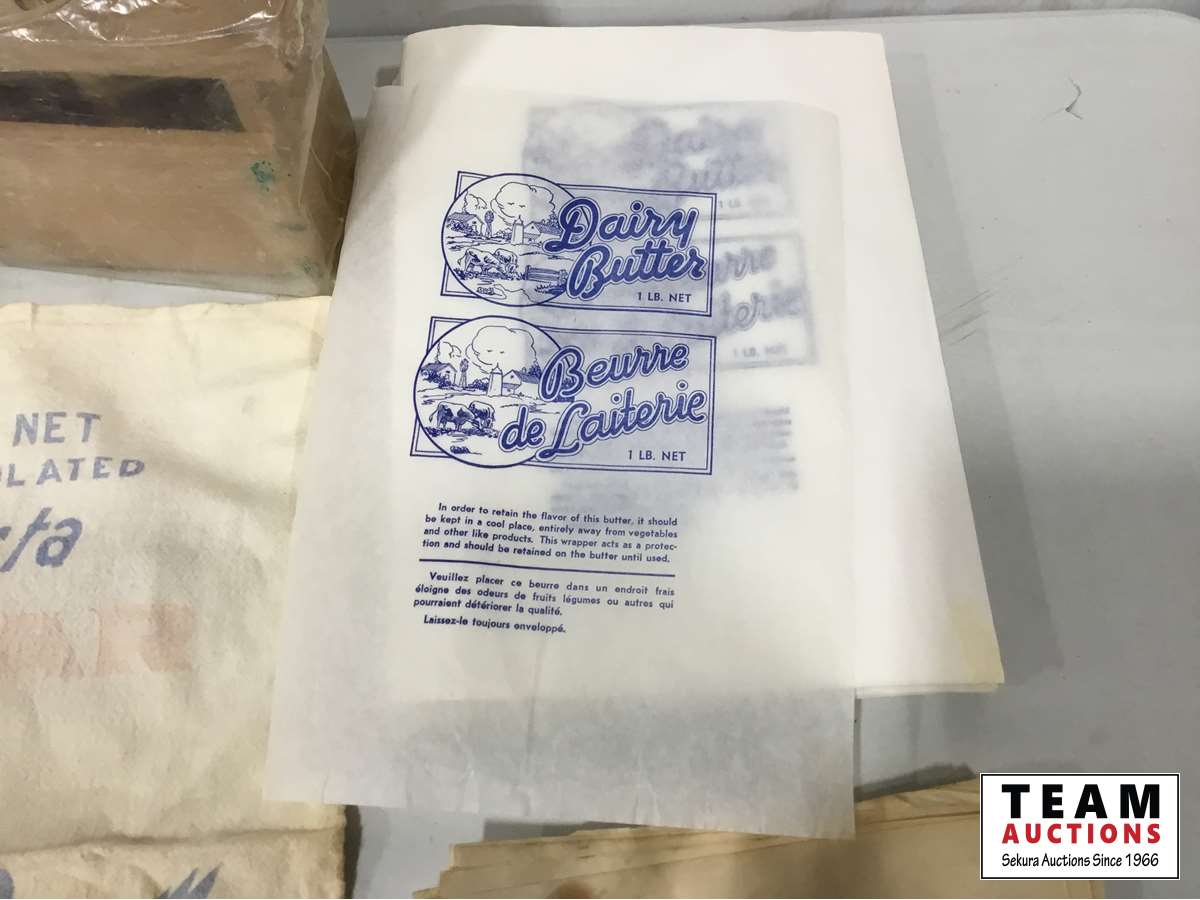 Dairy
Butter
1 LB. NET
Beurre
de Laiterie
1 LB. NET
In order to retain the flavor of this butter, it should
be kept in a cool place, entirely away from vegetables
and other like products. This wrapper acts as a protec-
tion and should be retained on the butter until used.
Veuillez placer ce beurre dans un endroit frais
éloigne des odeurs de fruits légumes ou autres qui
pourraient détériorer la qualité.
Laissez-le toujours enveloppé.
NET
TEAM
AUCTIONS
Sekura Auctions Since 1966